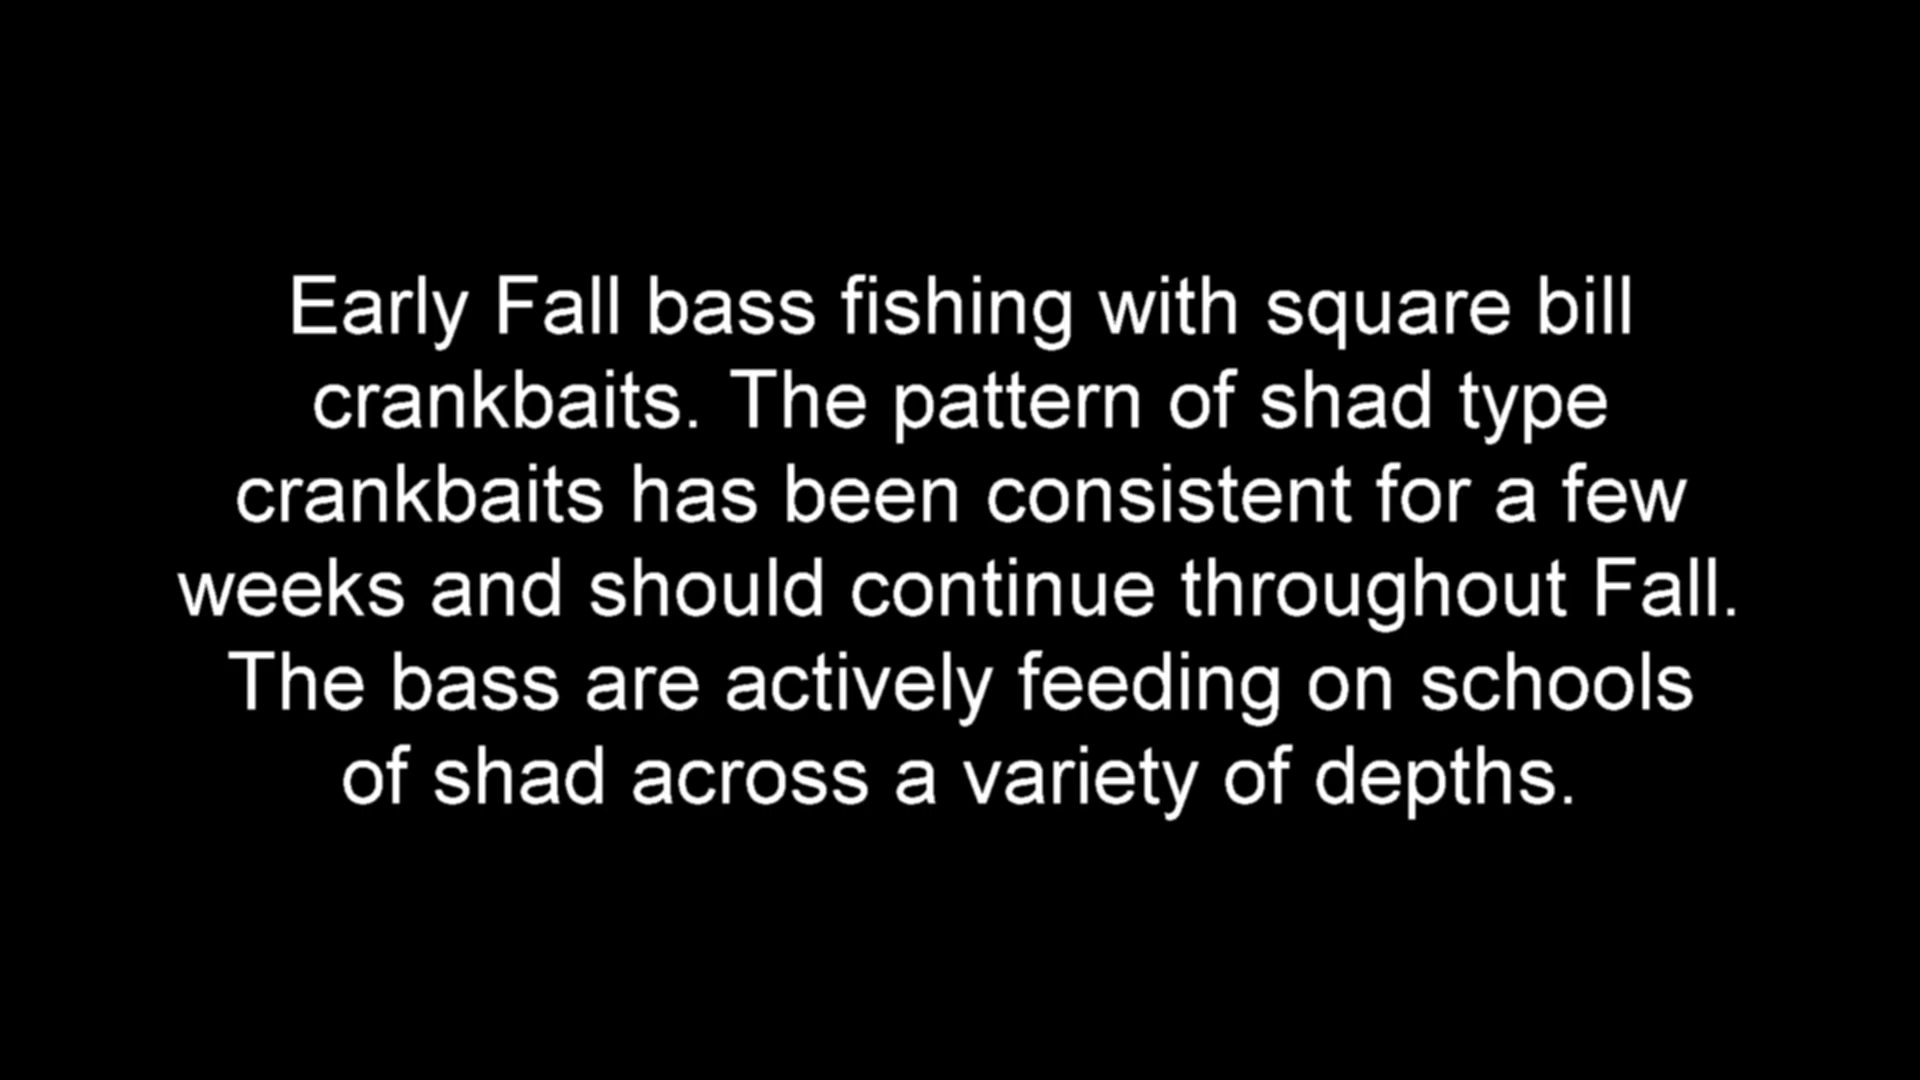 Early Fall bass fishing with square bill
crankbaits. The pattern of shad type
crankbaits has been consistent for a few
weeks and should continue throughout Fall.
The bass are actively feeding on schools
of shad across a variety of depths.